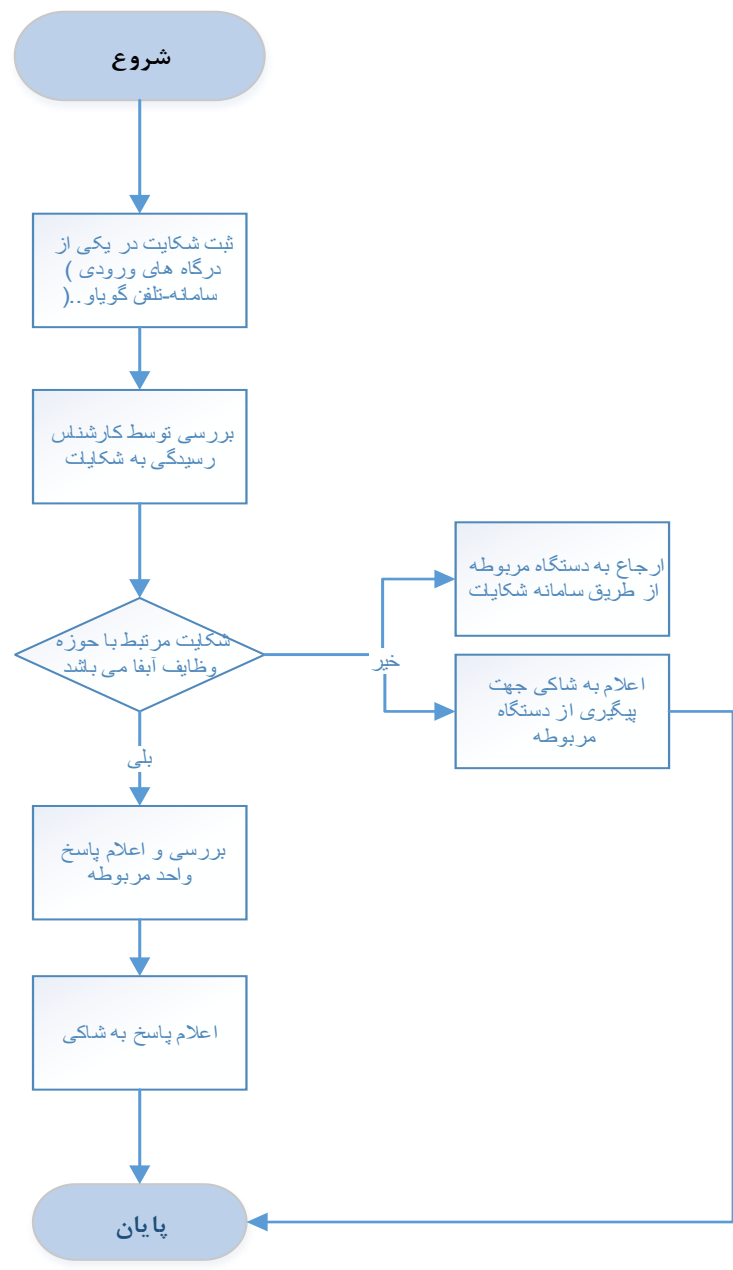 شروع
ثبت شکایت در یکی از
درگاه های ورودی )
سامانه-تلفن گویاو..(
بررسی توسط کارشناس
رسیدگی به شکایات
شکایت مرتبط با حوزه
وظایف آبفا می باشد
خیر
ارجاع به دستگاه مربوطه
از طریق سامانه شکایات
اعلام به شاکی جهت
پیگیری از دستگاه
مربوطه
بلی
بررسی و اعلام پاسخ
واحد مربوطه
اعلام پاسخ به شاکی
پایان